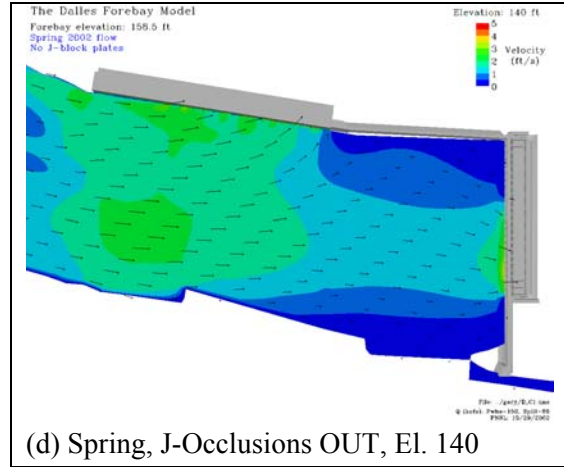 The Dalles Forebay Model
Forebay elevation: 158.5 ft
Spring 2002 flow
No J-block plates
Elevation: 140 ft
5
4
3
2
1
0
Velocity
(ft/s)
(d) Spring, J-Occlusions OUT, El. 140